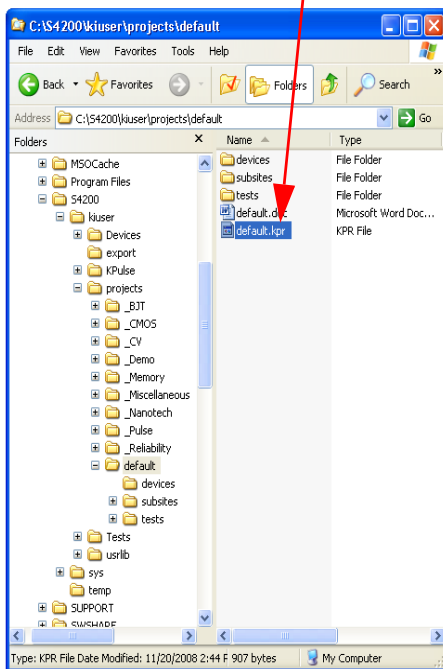 C:\S4200\kiuser\projects\default
File Edit View Favorites Tools Help
Back Favorites Folders Search
Address C:\S4200\kiuser\projects\default Go
Folders x Name Type
MSOCache
Program Files
S4200
kiuser
Devices
export
KPulse
projects
_BJT
_CMOS
_CV
_Demo
_Memory
_Miscellaneous
_Nanotech
_Pulse
_Reliability
default
devices
subsites
tests
Tests
usrlib
sys
temp
SUPPORT
SWSHARE
devices File Folder
subsites File Folder
tests File Folder
default.doc Microsoft Word Doc...
default.kpr KPR File
Type: KPR File Date Modified: 11/20/2008 2:44 P 907 bytes My Computer